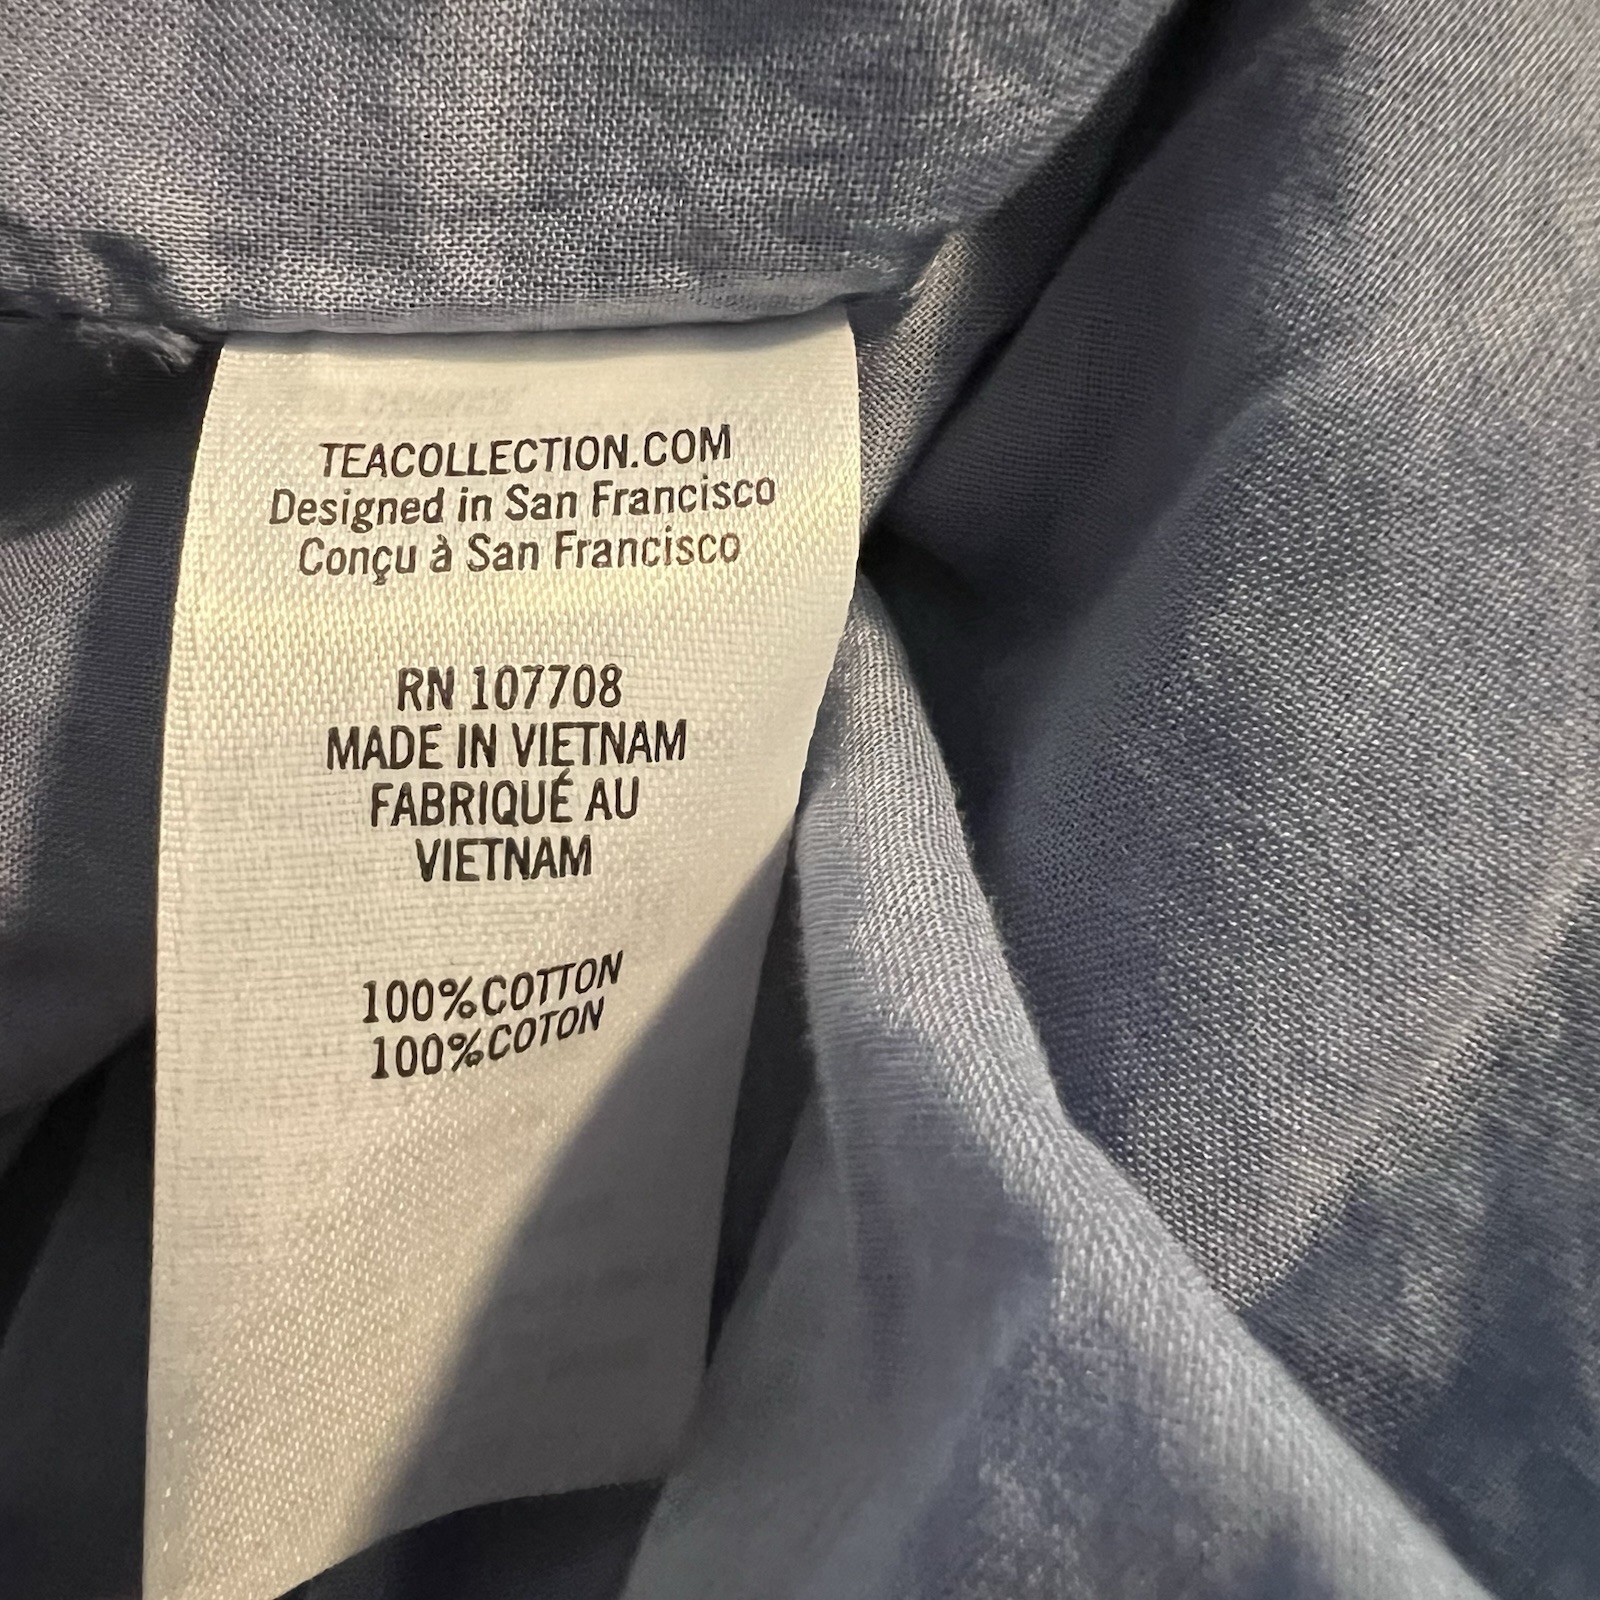 TEACOLLECTION.COM
Designed in San Francisco
Conçu à San Francisco
RN 107708
MADE IN VIETNAM
FABRIQUÉ AU
VIETNAM
100%COTTON
100%COTON